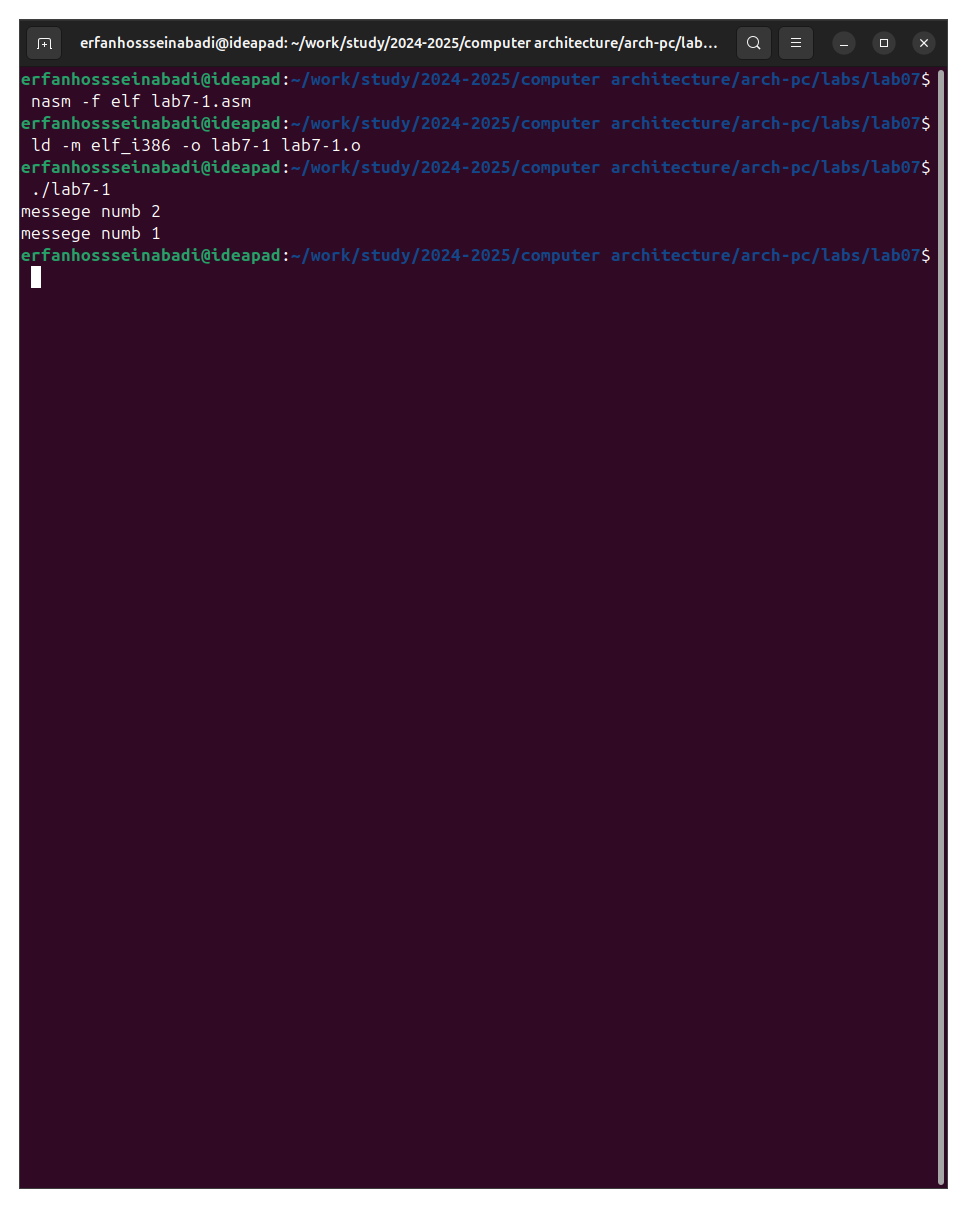 erfanhossseinabadi@ideapad: ~/work/study/2024-2025/computer architecture/arch-pc/lab...
erfanhossseinabadi@ideapad:~/work/study/2024-2025/computer architecture/arch-pc/labs/lab07$
nasm -f elf lab7-1.asm
erfanhossseinabadi@ideapad:~/work/study/2024-2025/computer architecture/arch-pc/labs/lab07$
ld -m elf_i386 -o lab7-1 lab7-1.o
erfanhossseinabadi@ideapad:~/work/study/2024-2025/computer architecture/arch-pc/labs/lab07$
./lab7-1
messege numb 2
messege numb 1
erfanhossseinabadi@ideapad:~/work/study/2024-2025/computer architecture/arch-pc/labs/lab07$